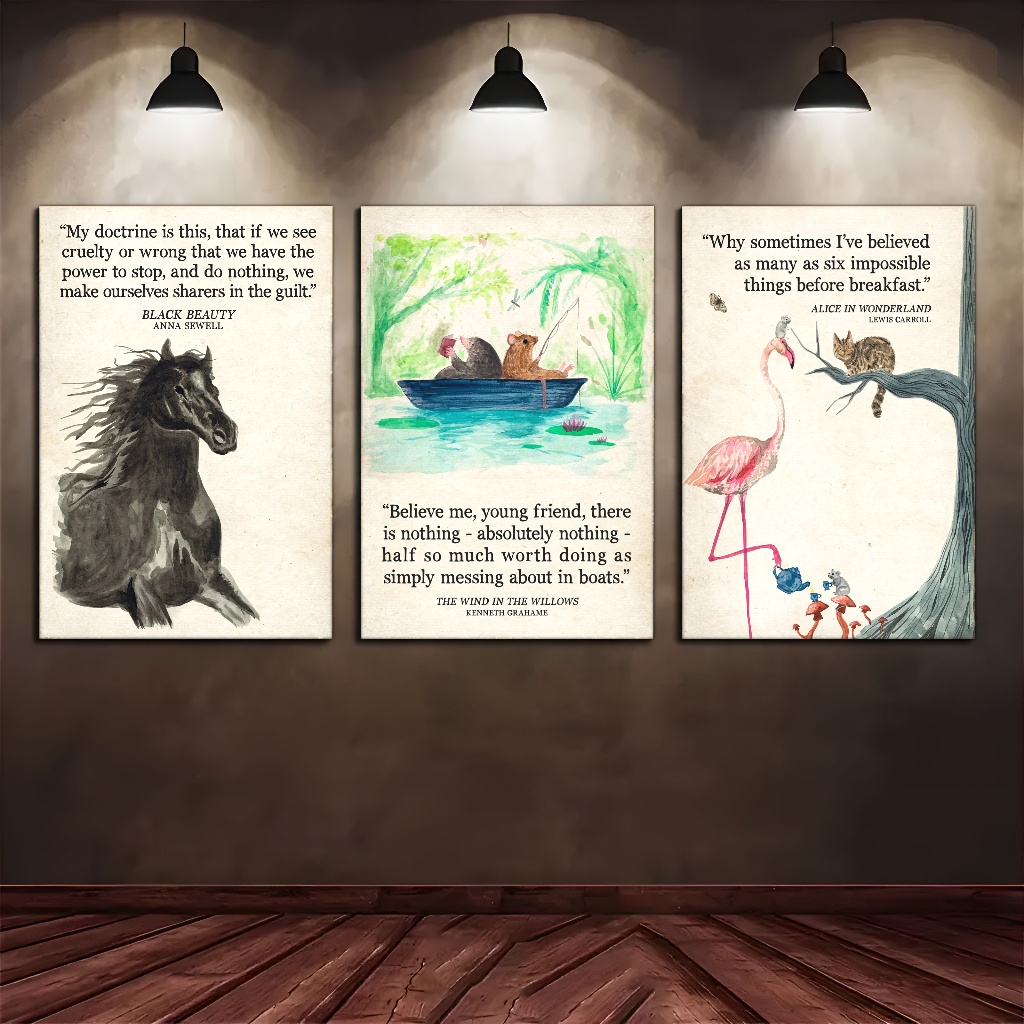 “My doctrine is this, that if we see
cruelty or wrong that we have the
power to stop, and do nothing, we
make ourselves sharers in the guilt.”
BLACK BEAUTY
ANNA SEWELL
“Believe me, young friend, there
is nothing - absolutely nothing -
half so much worth doing as
simply messing about in boats.”
THE WIND IN THE WILLOWS
KENNETH GRAHAME
“Why sometimes I’ve believed
as many as six impossible
things before breakfast.”
ALICE IN WONDERLAND
LEWIS CARROLL